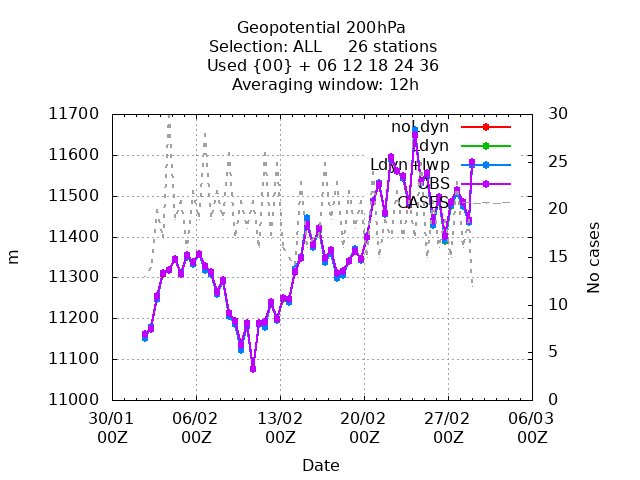 Geopotential 200hPa
Selection: ALL     26 stations
Used {00} + 06 12 18 24 36
Averaging window: 12h
11700
11600
11500
11400
11300
11200
11100
11000
m
30
25
20
15
10
5
0
No cases
noLdyn
Ldyn
Ldyn+lwp
OBS
CASES
30/01 06/02 13/02 20/02 27/02 06/03
00Z 00Z 00Z 00Z 00Z 00Z
Date